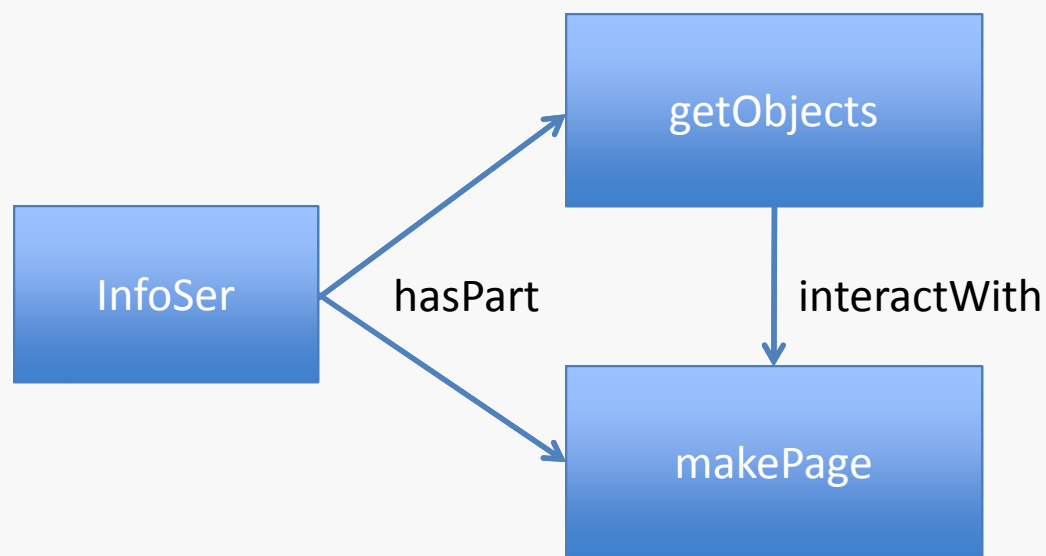 getObjects
InfoSer
hasPart
interactWith
makePage